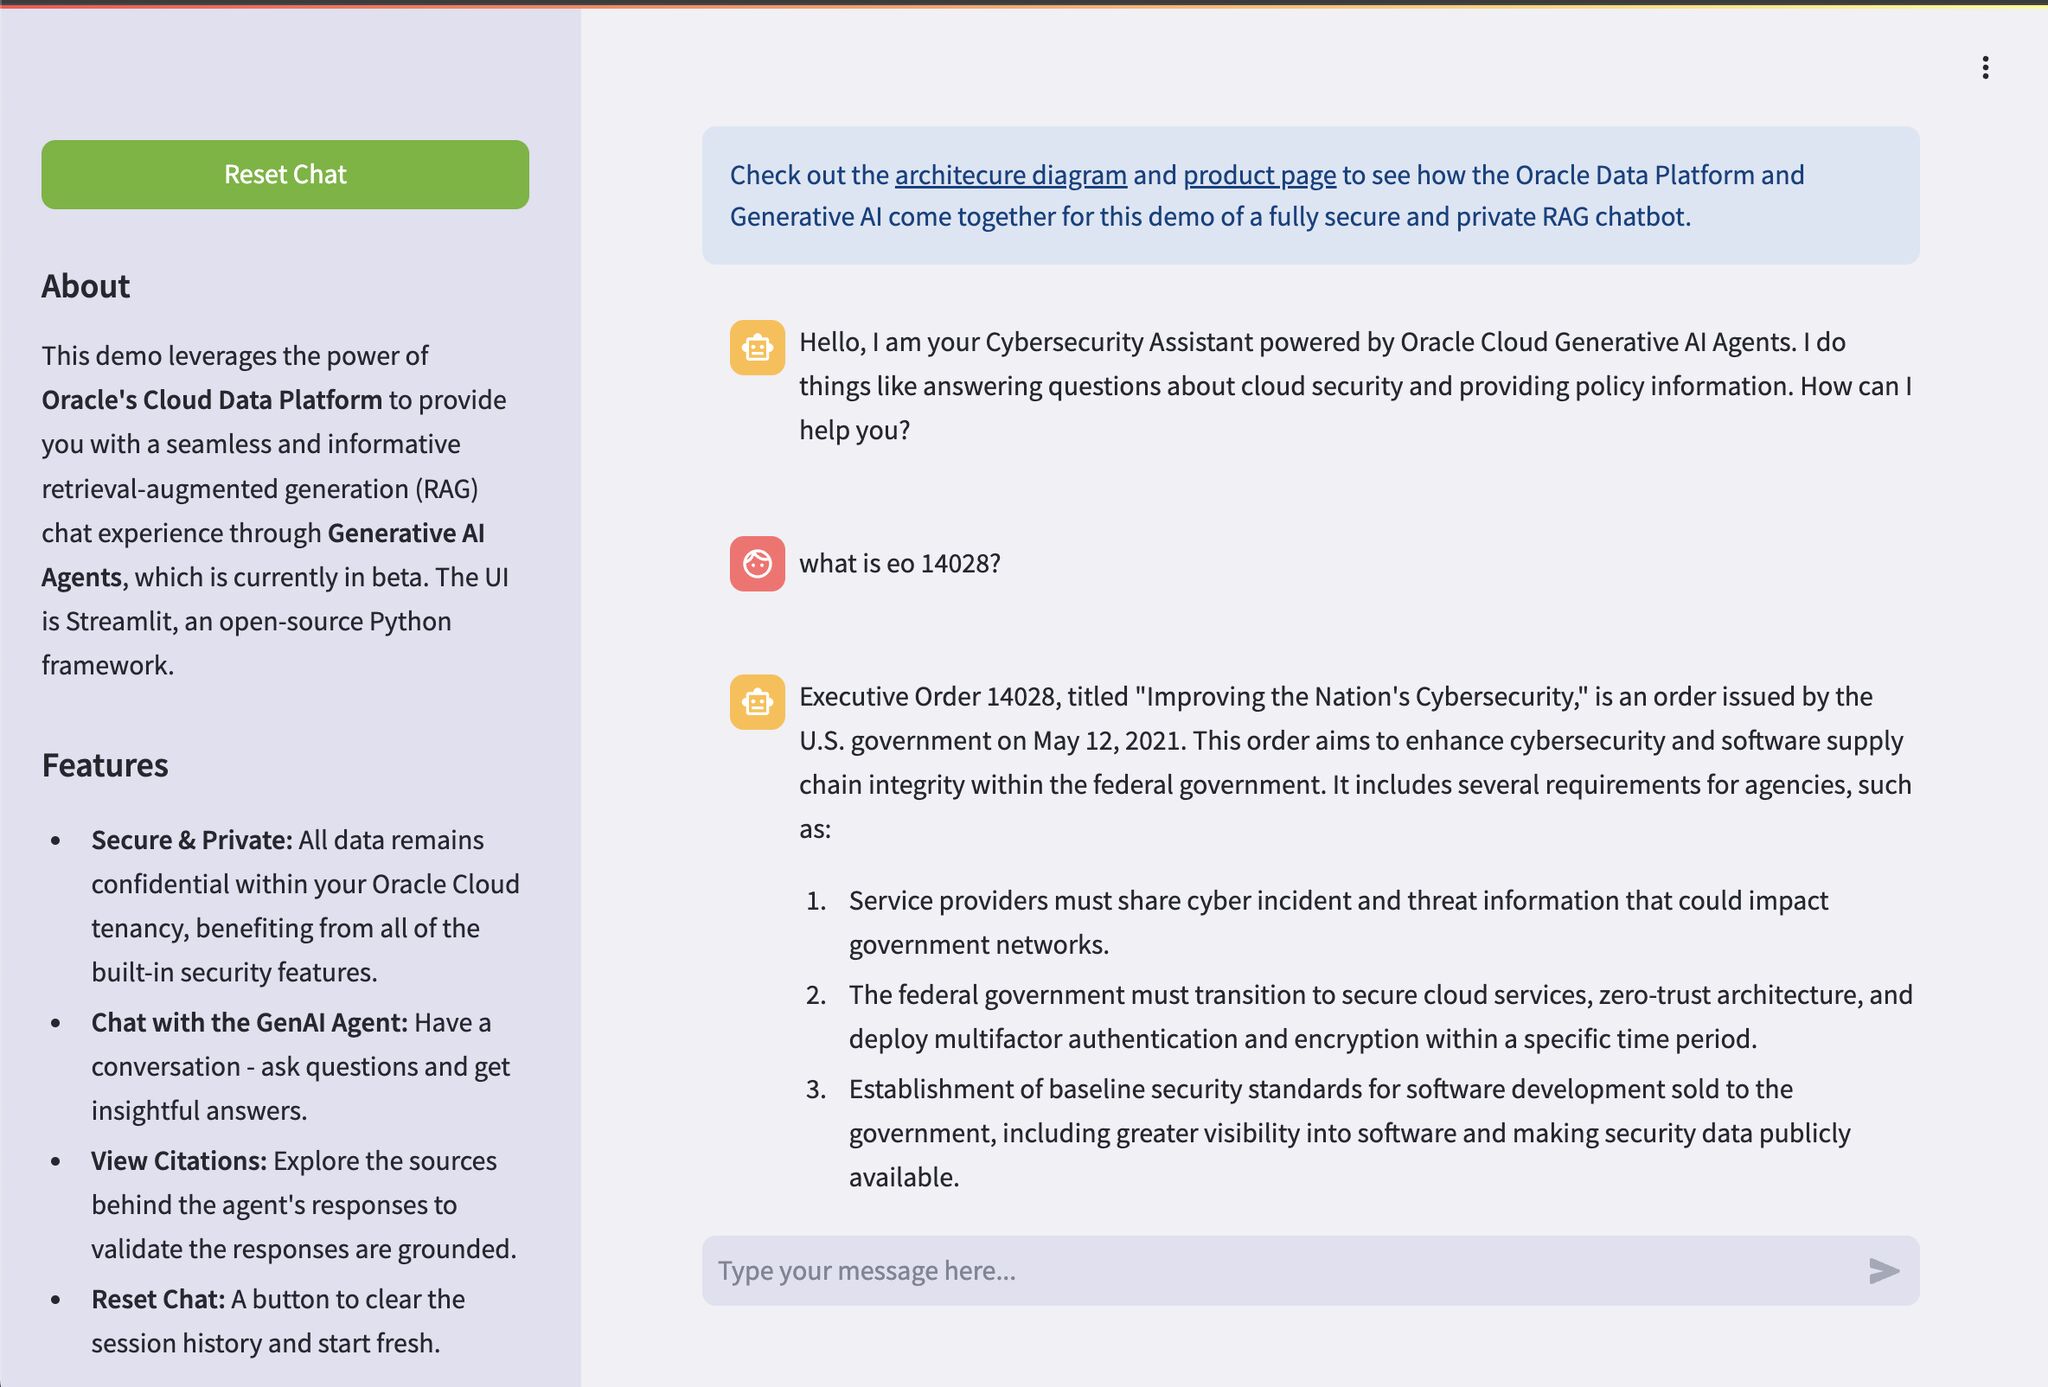 Reset Chat
About
This demo leverages the power of
Oracle's Cloud Data Platform to provide
you with a seamless and informative
retrieval-augmented generation (RAG)
chat experience through Generative AI
Agents, which is currently in beta. The UI
is Streamlit, an open-source Python
framework.
Features
• Secure & Private: All data remains
confidential within your Oracle Cloud
tenancy, benefiting from all of the
built-in security features.
• Chat with the GenAI Agent: Have a
conversation - ask questions and get
insightful answers.
• View Citations: Explore the sources
behind the agent's responses to
validate the responses are grounded.
• Reset Chat: A button to clear the
session history and start fresh.
Check out the architecure diagram and product page to see how the Oracle Data Platform and
Generative AI come together for this demo of a fully secure and private RAG chatbot.
Hello, I am your Cybersecurity Assistant powered by Oracle Cloud Generative AI Agents. I do
things like answering questions about cloud security and providing policy information. How can I
help you?
what is eo 14028?
Executive Order 14028, titled "Improving the Nation's Cybersecurity," is an order issued by the
U.S. government on May 12, 2021. This order aims to enhance cybersecurity and software supply
chain integrity within the federal government. It includes several requirements for agencies, such
as:
1. Service providers must share cyber incident and threat information that could impact
government networks.
2. The federal government must transition to secure cloud services, zero-trust architecture, and
deploy multifactor authentication and encryption within a specific time period.
3. Establishment of baseline security standards for software development sold to the
government, including greater visibility into software and making security data publicly
available.
Type your message here...